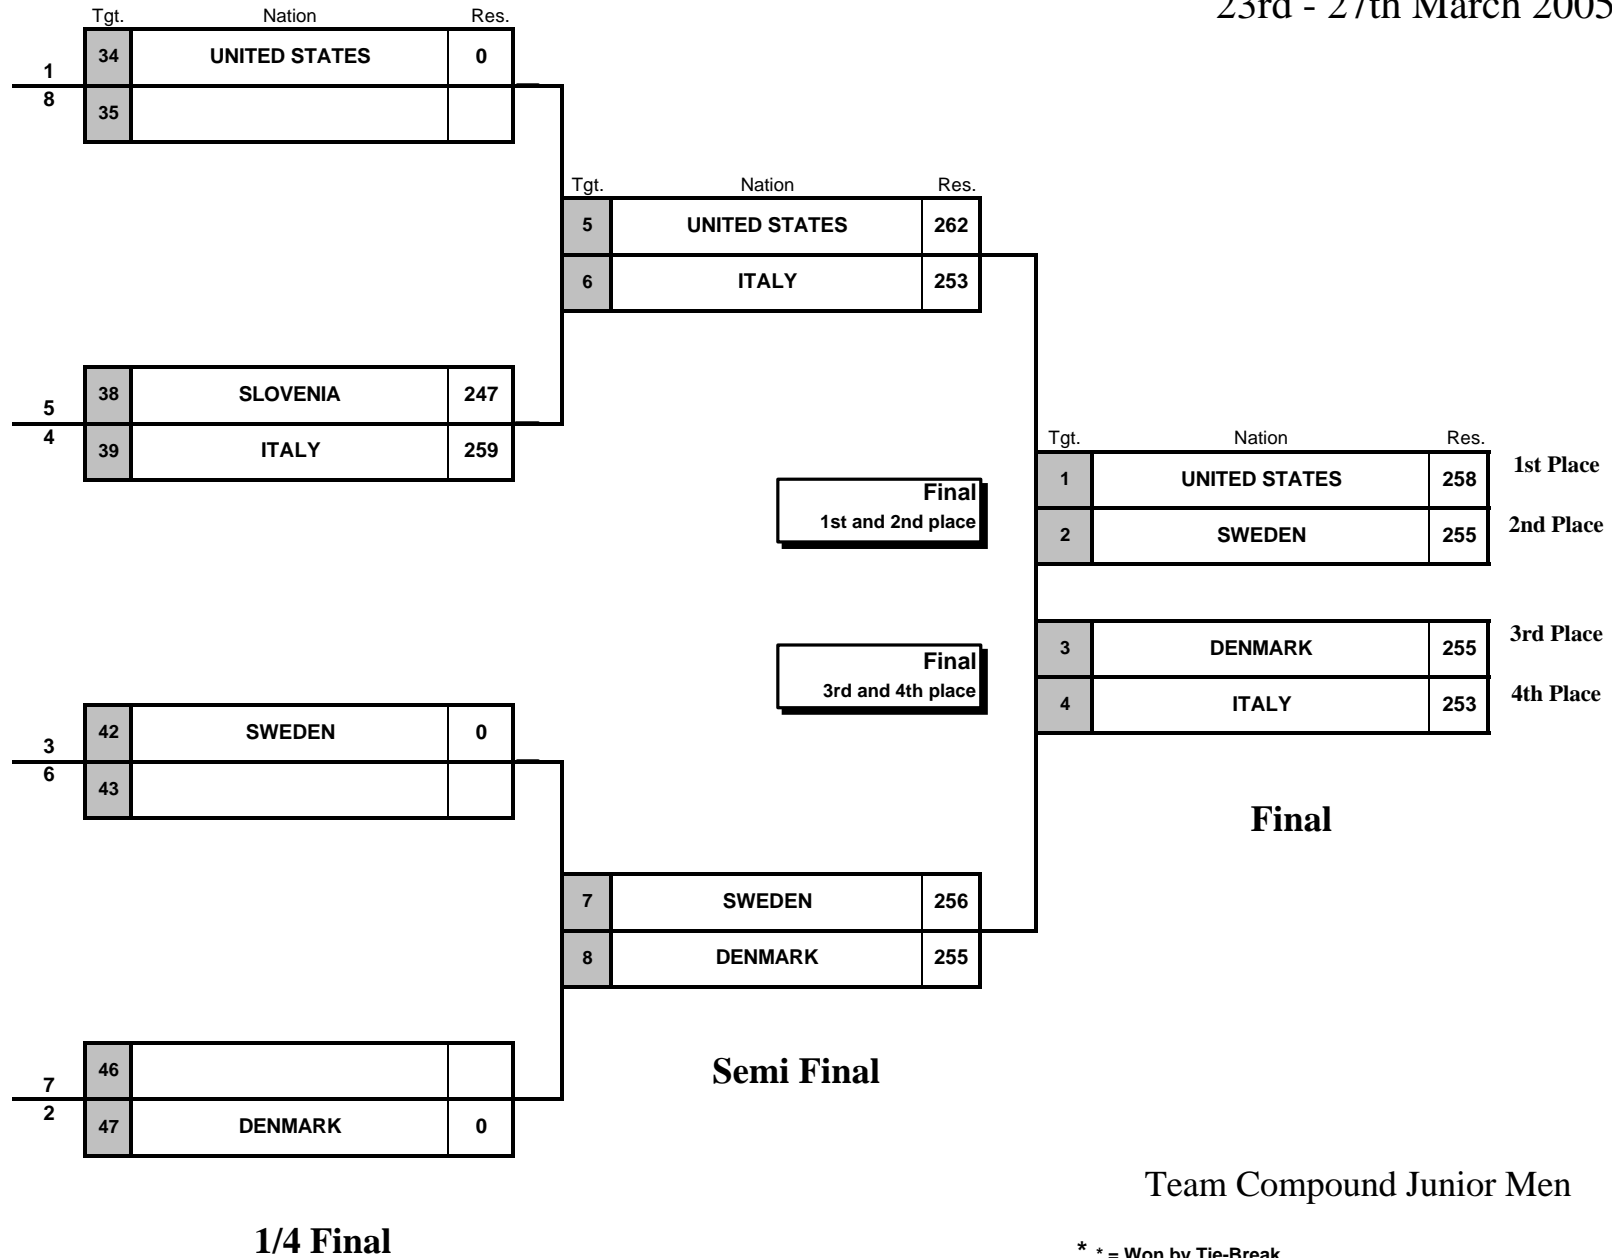 23rd - 27th March 2005
Tgt. Nation Res.
34 UNITED STATES 0
1
8
35
Tgt. Nation Res.
5 UNITED STATES 262
6 ITALY 253
38 SLOVENIA 247
5
4
39 ITALY 259
Tgt. Nation Res.
1 UNITED STATES 258 1st Place
Final
1st and 2nd place
2 SWEDEN 255 2nd Place
3 DENMARK 255 3rd Place
Final
3rd and 4th place
4 ITALY 253 4th Place
42 SWEDEN 0
3
6
43
Final
7 SWEDEN 256
8 DENMARK 255
46
7
2
47 DENMARK 0
Semi Final
Team Compound Junior Men
1/4 Final
* * = Won by Tie-Break